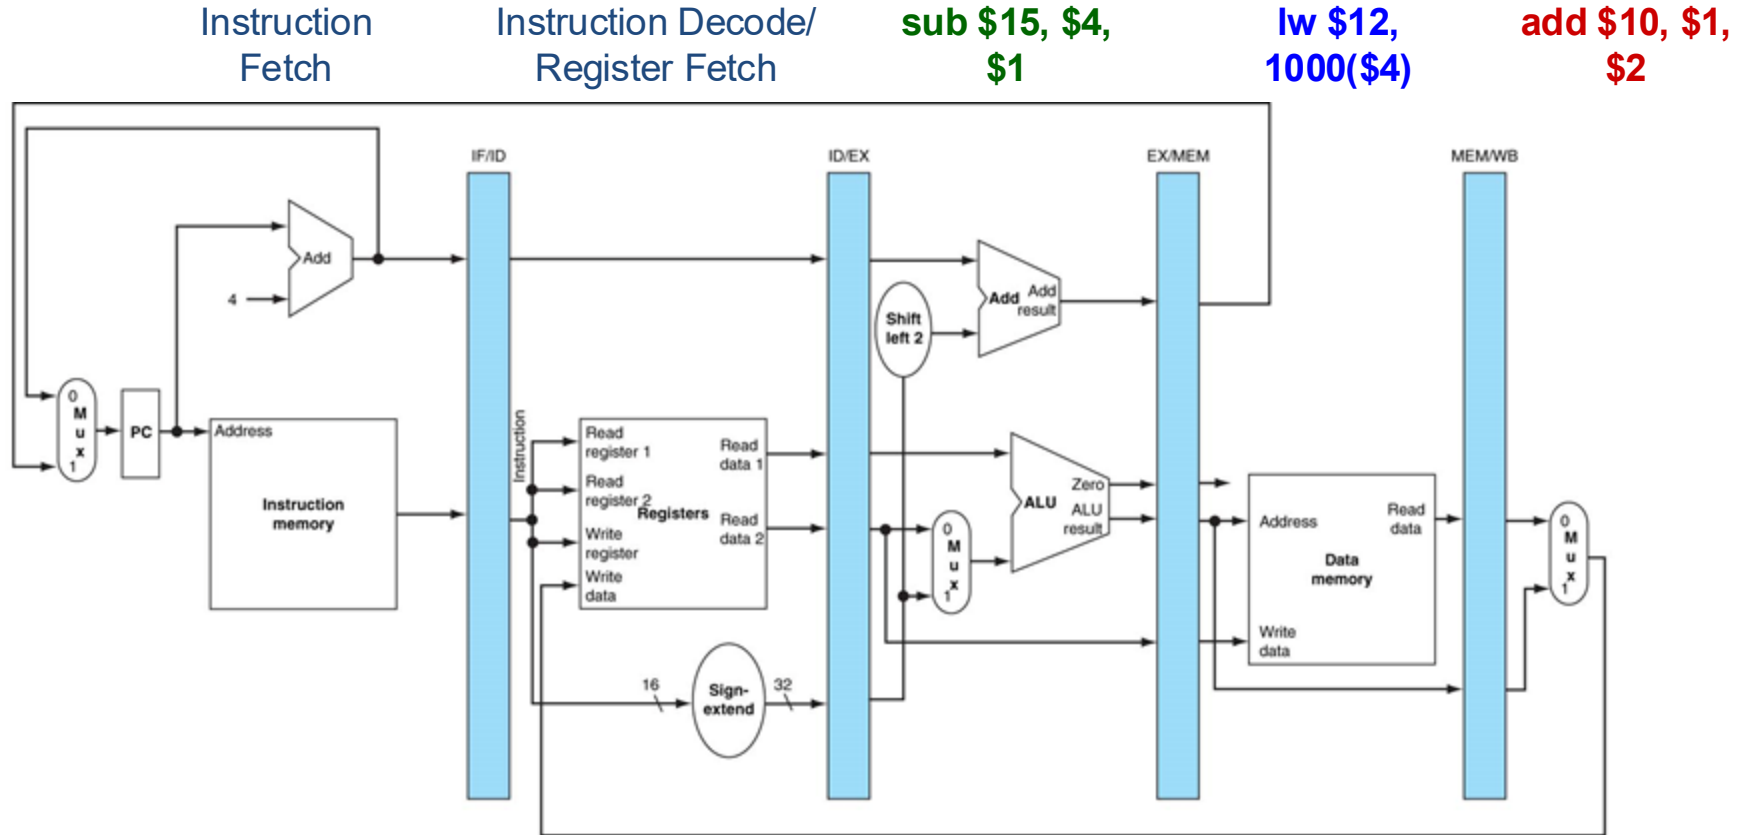 Instruction
Fetch
Instruction Decode/
Register Fetch
sub $15, $4,
$1
lw $12,
1000($4)
add $10, $1,
$2
IF/ID
ID/EX
EX/MEM
MEM/WB
Add
4
Add
Add
result
Shift
left 2
0
M
u
x
1
PC
Address
Instruction
memory
Instruction
Read
register 1
Read
register 2
Write
register
Write
data
Registers
Read
data 1
Read
data 2
16
Sign-
extend
32
0
M
u
x
1
ALU
Zero
ALU
result
Address
Read
data
Data
memory
Write
data
0
M
u
x
1